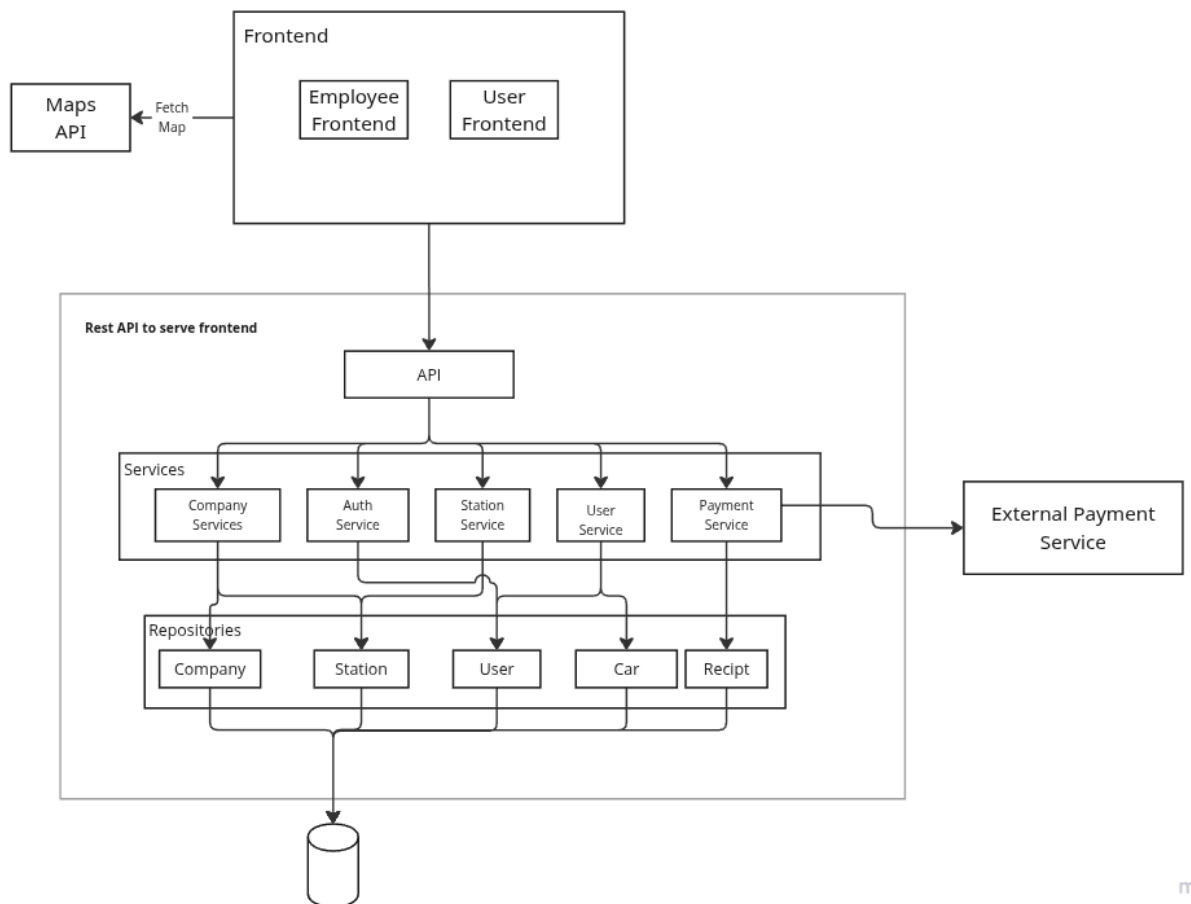 Frontend
Employee
Frontend
User
Frontend
Maps
API
Fetch
Map
Rest API to serve frontend
API
Services
Company
Services
Auth
Service
Station
Service
User
Service
Payment
Service
External Payment
Service
Repositories
Company
Station
User
Car
Recipt